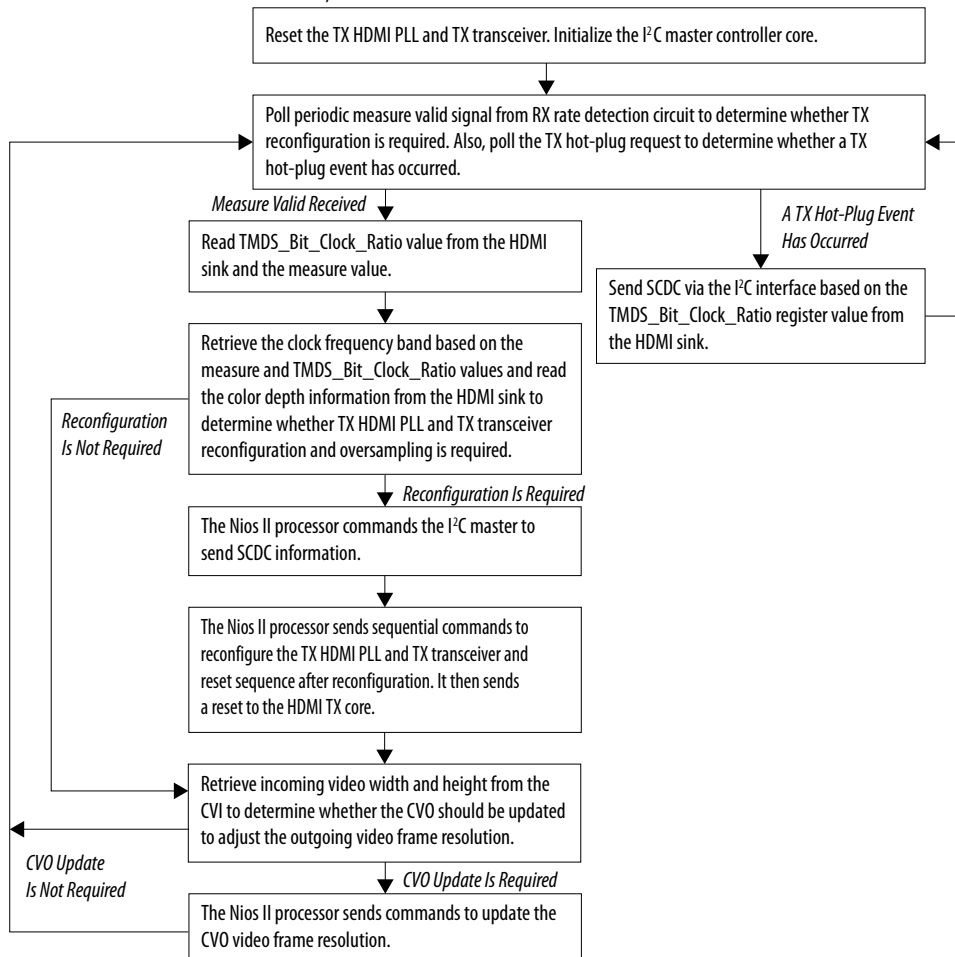 Reset the TX HDMI PLL and TX transceiver. Initialize the I²C master controller core.
Poll periodic measure valid signal from RX rate detection circuit to determine whether TX
reconfiguration is required. Also, poll the TX hot-plug request to determine whether a TX
hot-plug event has occurred.
Measure Valid Received
A TX Hot-Plug Event
Has Occurred
Read TMDS_Bit_Clock_Ratio value from the HDMI
sink and the measure value.
Send SCDC via the I²C interface based on the
TMDS_Bit_Clock_Ratio register value from
the HDMI sink.
Retrieve the clock frequency band based on the
measure and TMDS_Bit_Clock_Ratio values and read
the color depth information from the HDMI sink to
determine whether TX HDMI PLL and TX transceiver
reconfiguration and oversampling is required.
Reconfiguration
Is Not Required
Reconfiguration Is Required
The Nios II processor commands the I²C master to
send SCDC information.
The Nios II processor sends sequential commands to
reconfigure the TX HDMI PLL and TX transceiver and
reset sequence after reconfiguration. It then sends
a reset to the HDMI TX core.
Retrieve incoming video width and height from the
CVI to determine whether the CVO should be updated
to adjust the outgoing video frame resolution.
CVO Update
Is Not Required
CVO Update Is Required
The Nios II processor sends commands to update the
CVO video frame resolution.